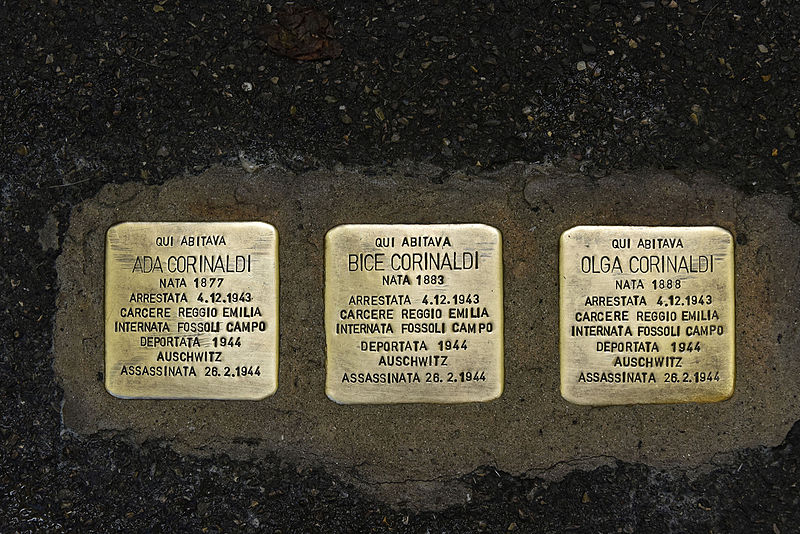 QUI ABITAVA
ADA CORINALDI
NATA 1877
ARRESTATA 4.12.1943
CARCERE REGGIO EMILIA
INTERNATA FOSSOLI CAMPO
DEPORTATA 1944
AUSCHWITZ
ASSASSINATA 26.2.1944
QUI ABITAVA
BICE CORINALDI
NATA 1883
ARRESTATA 4.12.1943
CARCERE REGGIO EMILIA
INTERNATA FOSSOLI CAMPO
DEPORTATA 1944
AUSCHWITZ
ASSASSINATA 26.2.1944
QUI ABITAVA
OLGA CORINALDI
NATA 1888
ARRESTATA 4.12.1943
CARCERE REGGIO EMILIA
INTERNATA FOSSOLI CAMPO
DEPORTATA 1944
AUSCHWITZ
ASSASSINATA 26.2.1944